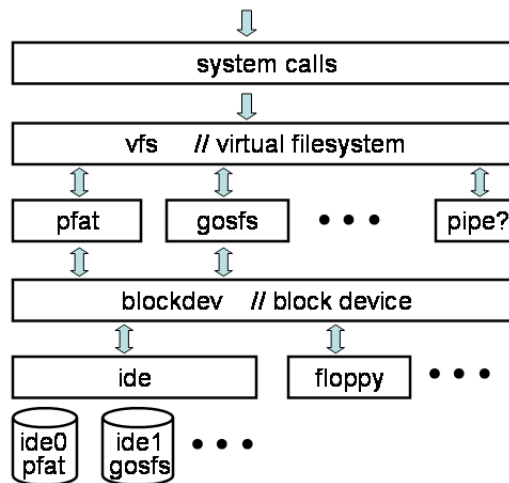 system calls
vfs // virtual filesystem
pfat gosfs • • • pipe?
blockdev // block device
ide floppy • • •
ide0 ide1 • • •
pfat gosfs